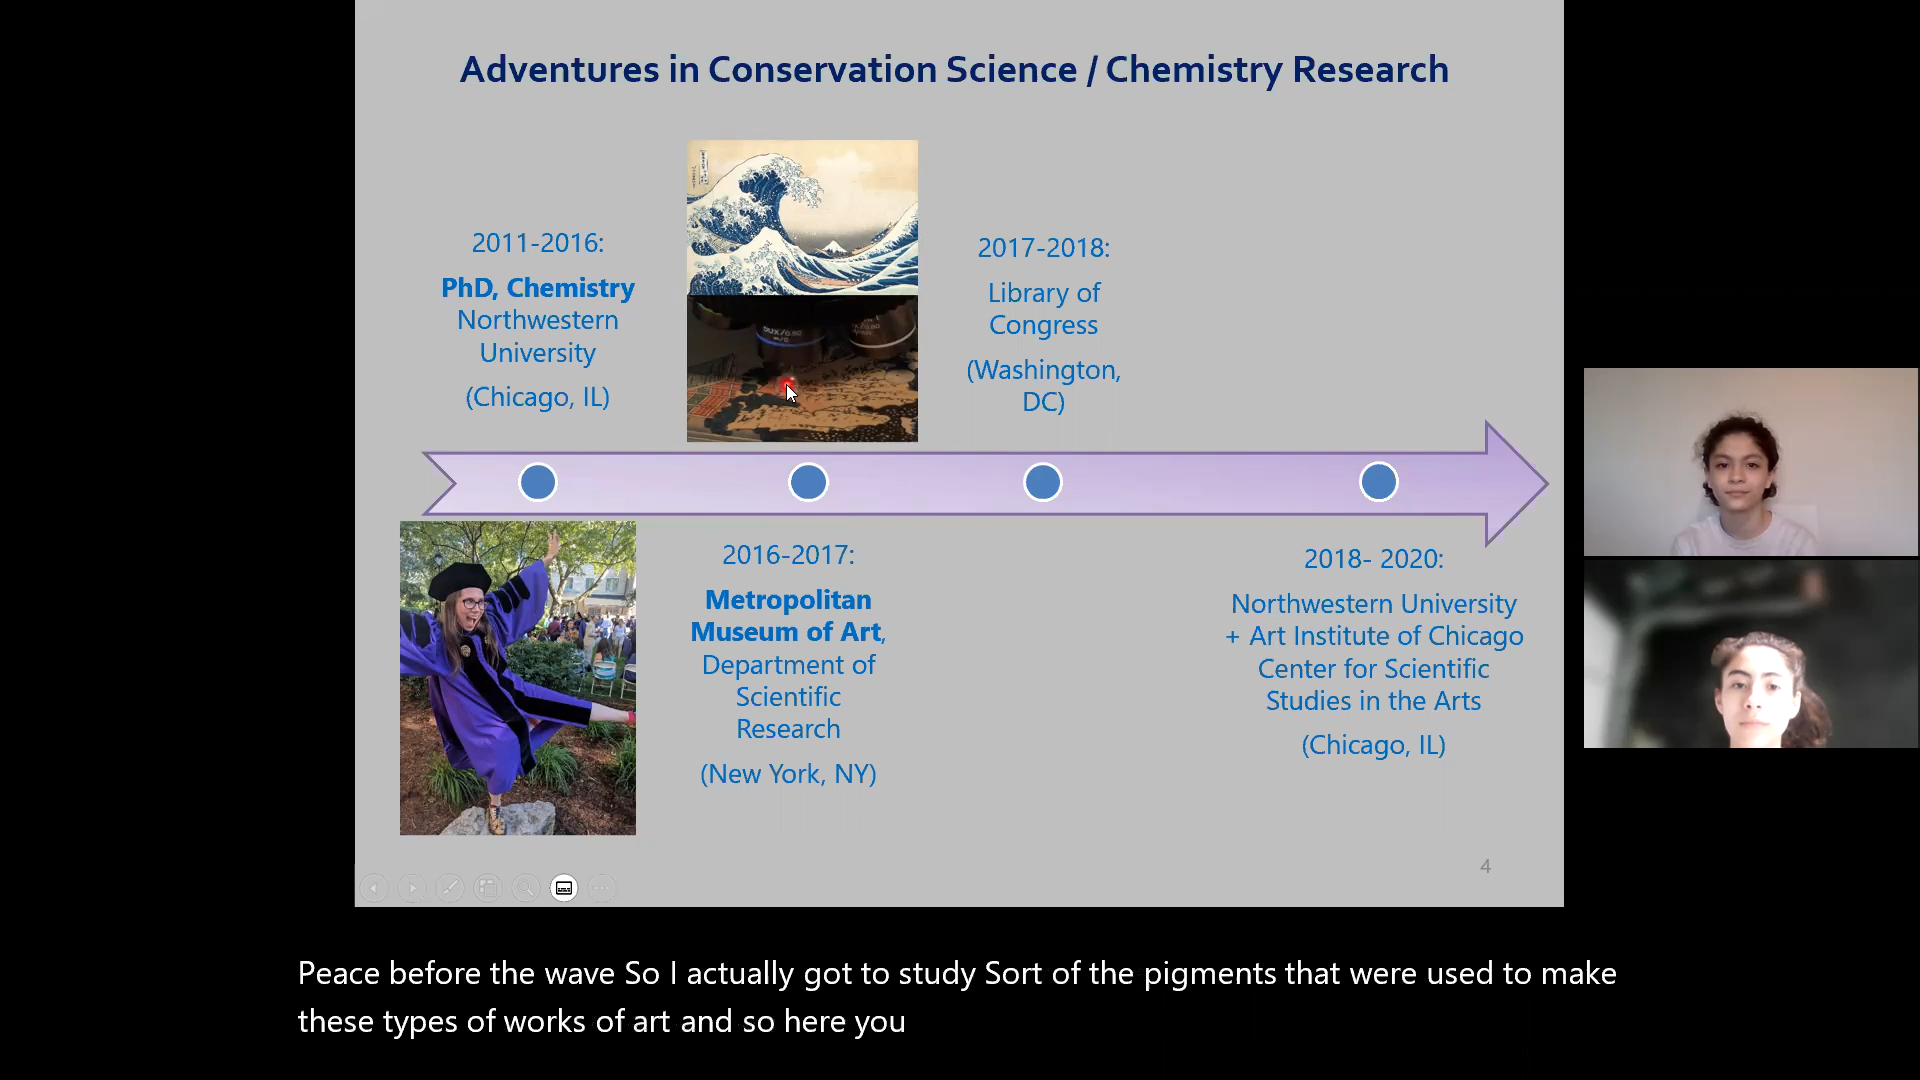 Adventures in Conservation Science / Chemistry Research
2011-2016:
PhD, Chemistry
Northwestern
University
(Chicago, IL)
2017-2018:
Library of
Congress
(Washington,
DC)
2016-2017:
Metropolitan
Museum of Art,
Department of
Scientific
Research
(New York, NY)
2018- 2020:
Northwestern University
+ Art Institute of Chicago
Center for Scientific
Studies in the Arts
(Chicago, IL)
4
Peace before the wave So I actually got to study Sort of the pigments that were used to make
these types of works of art and so here you